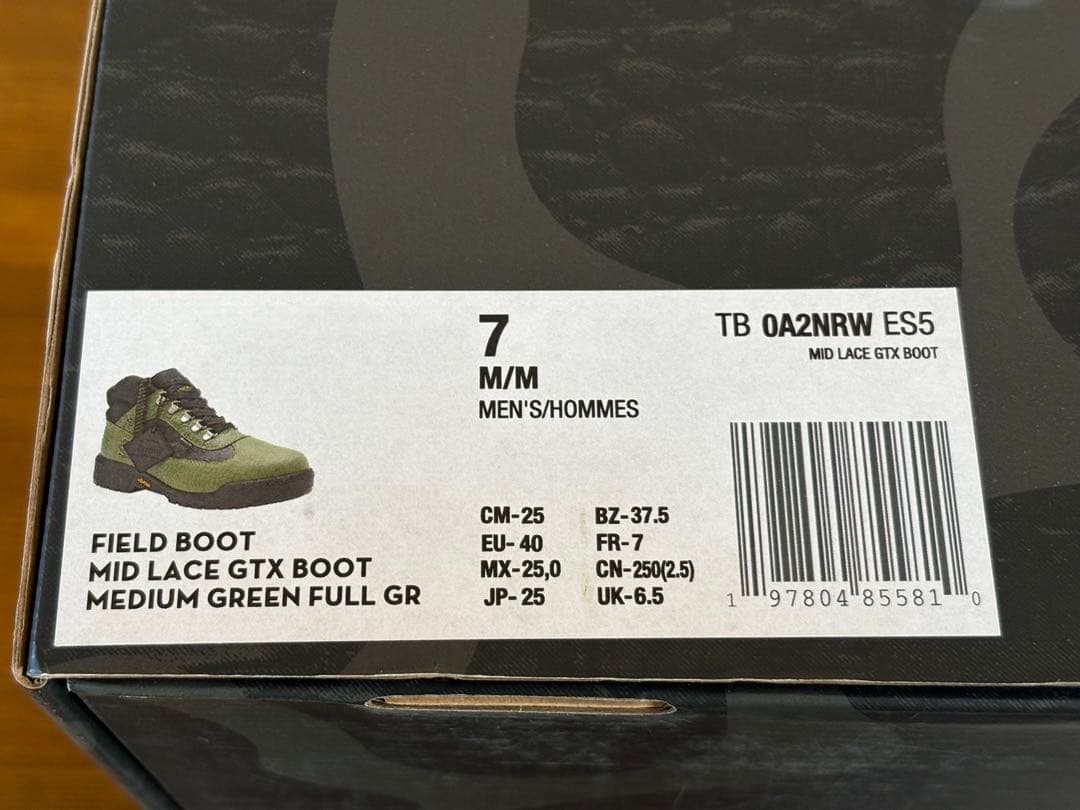 7
M/M
MEN'S/HOMMES
TB 0A2NRW ES5
MID LACE GTX BOOT
FIELD BOOT
MID LACE GTX BOOT
MEDIUM GREEN FULL GR
CM-25 BZ-37.5
EU- 40 FR-7
MX-25,0 CN-250(2.5)
JP- 25 UK-6.5
1 97804 85581 0